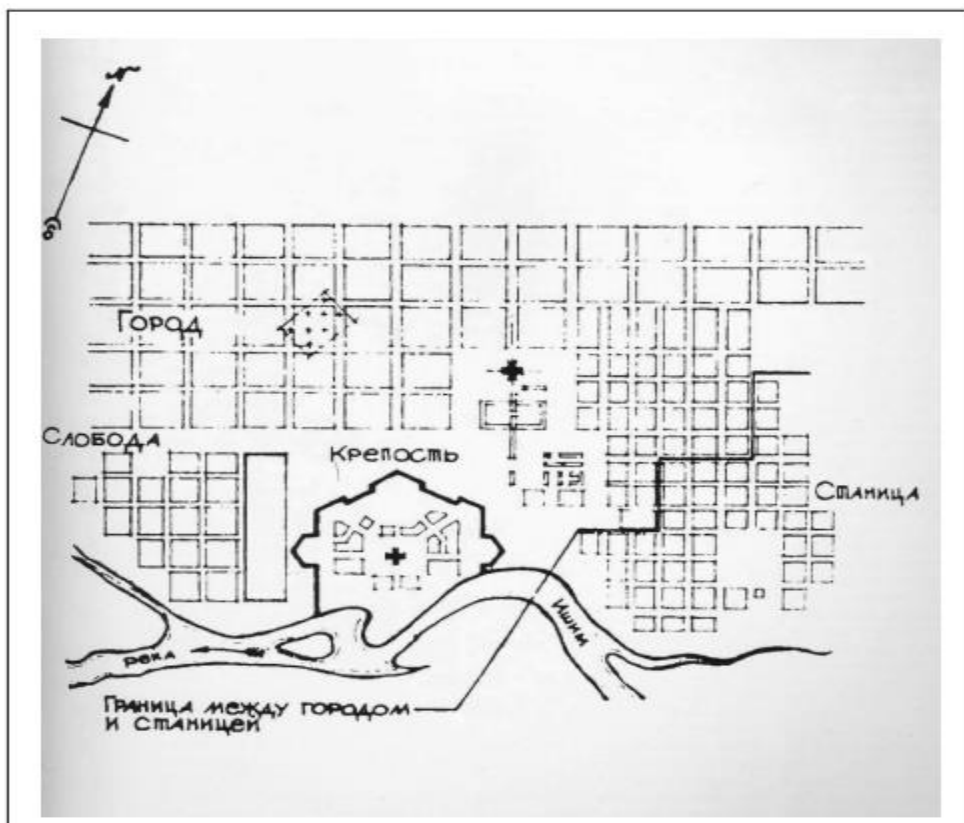 Город
Слобода
Крепость
Станица
Ишим
река
Граница между городом
и станицей